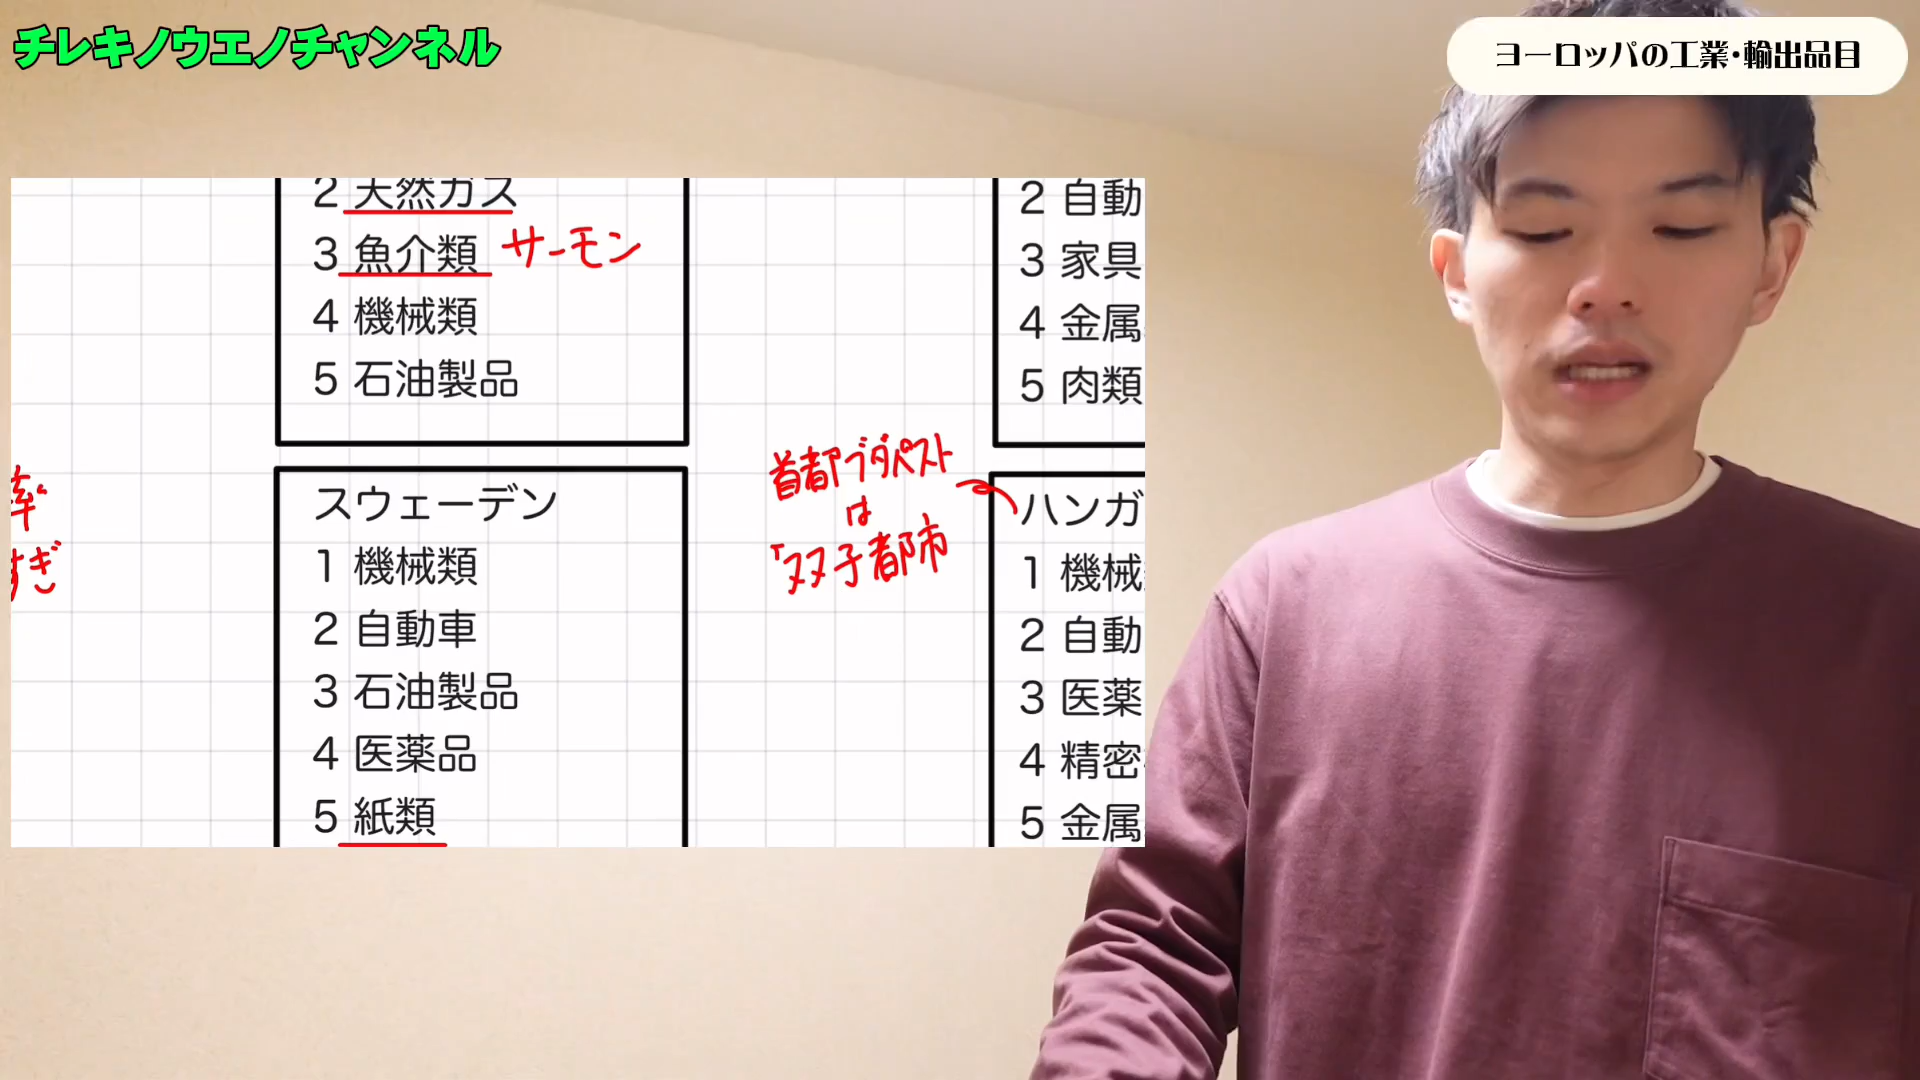 チレキノウエノチャンネル
ヨーロッパの工業・輸出品目
2 天然ガス
3 魚介類 サーモン
4 機械類
5 石油製品
2 自動
3 家具
4 金属
5 肉類
率
すぎ
スウェーデン
1 機械類
2 自動車
3 石油製品
4 医薬品
5 紙類
首都ブダペスト
は
「双子都市
ハンガ
1 機械
2 自動
3 医薬
4 精密
5 金属